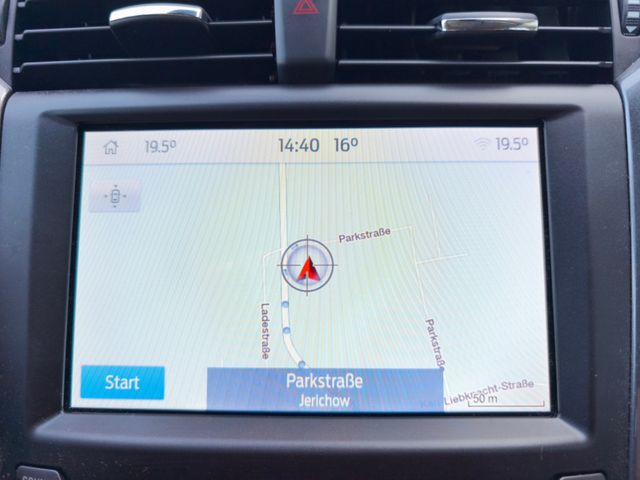 19.5°
14:40 16°
19.5°
Parkstraße
Ladestraße
Parkstraße
Start
Parkstraße
Jerichow
Liebknecht-Straße
50 m